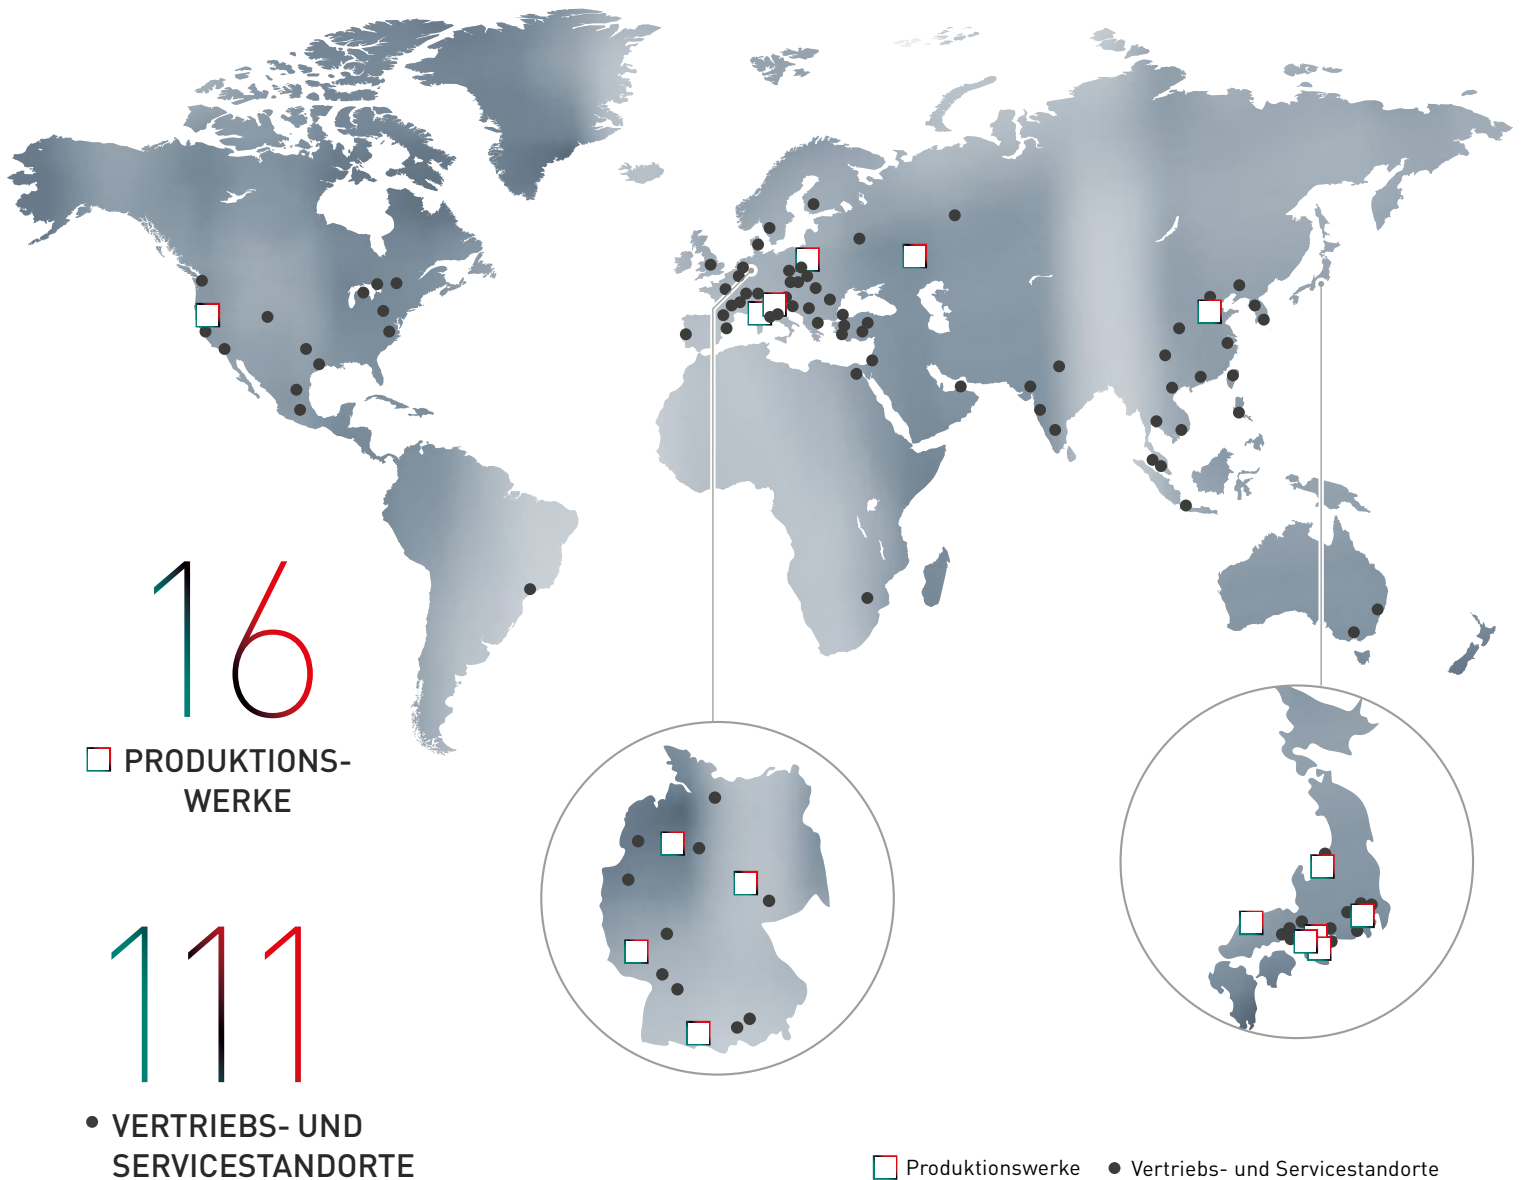 16
PRODUKTIONS-
WERKE
111
VERTRIEBS- UND
SERVICESTANDORTE
Produktionswerke
Vertriebs- und Servicestandorte